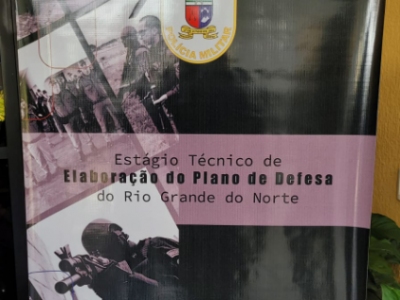 POLÍCIA MILITAR
Estágio Técnico de
Elaboração do Plano de Defesa
do Rio Grande do Norte